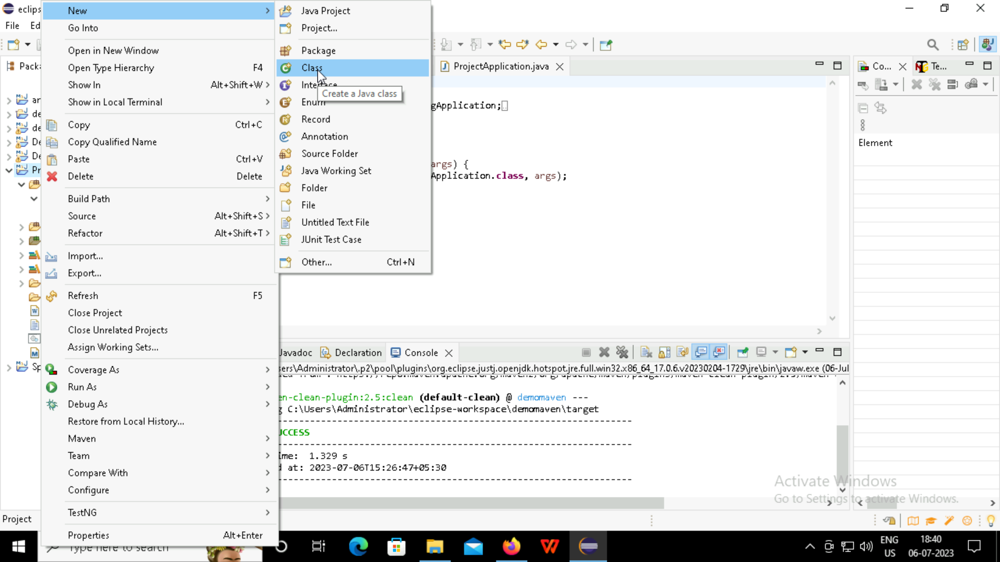 eclips
File Ed
New
Go Into
Open in New Window
Open Type Hierarchy F4
Show In Alt+Shift+W
Show in Local Terminal
Copy Ctrl+C
Copy Qualified Name
Paste Ctrl+V
Delete Delete
Build Path
Source Alt+Shift+S
Refactor Alt+Shift+T
Import...
Export...
Refresh F5
Close Project
Close Unrelated Projects
Assign Working Sets...
Coverage As
Run As
Debug As
Restore from Local History...
Maven
Team
Compare With
Configure
TestNG
Properties Alt+Enter
Java Project
Project...
Package
Class
Interface
Create a Java class
Enum
Record
Annotation
Source Folder
Java Working Set
Folder
File
Untitled Text File
JUnit Test Case
Other... Ctrl+N
Packa
ar
de
de
De
De
Pr
Sp
ProjectApplication.java
gApplication;
args) {
Application.class, args);
Co... Te...
Element
Javadoc Declaration Console
sers\Administrator\.p2\pool\plugins\org.eclipse.justj.openjdk.hotspot.jre.full.win32.x86_64_17.0.6.v20230204-1729\jre\bin\javaw.exe (06-Jul
en-clean-plugin:2.5:clean (default-clean) @ demomaven ---
g C:\Users\Administrator\eclipse-workspace\demomaven\target
------------------------------------------------------------------------
UCCESS
------------------------------------------------------------------------
ime: 1.329 s
d at: 2023-07-06T15:26:47+05:30
------------------------------------------------------------------------
Activate Windows
Go to Settings to activate Windows.
Project
Type here to search
ENG
US
18:40
06-07-2023